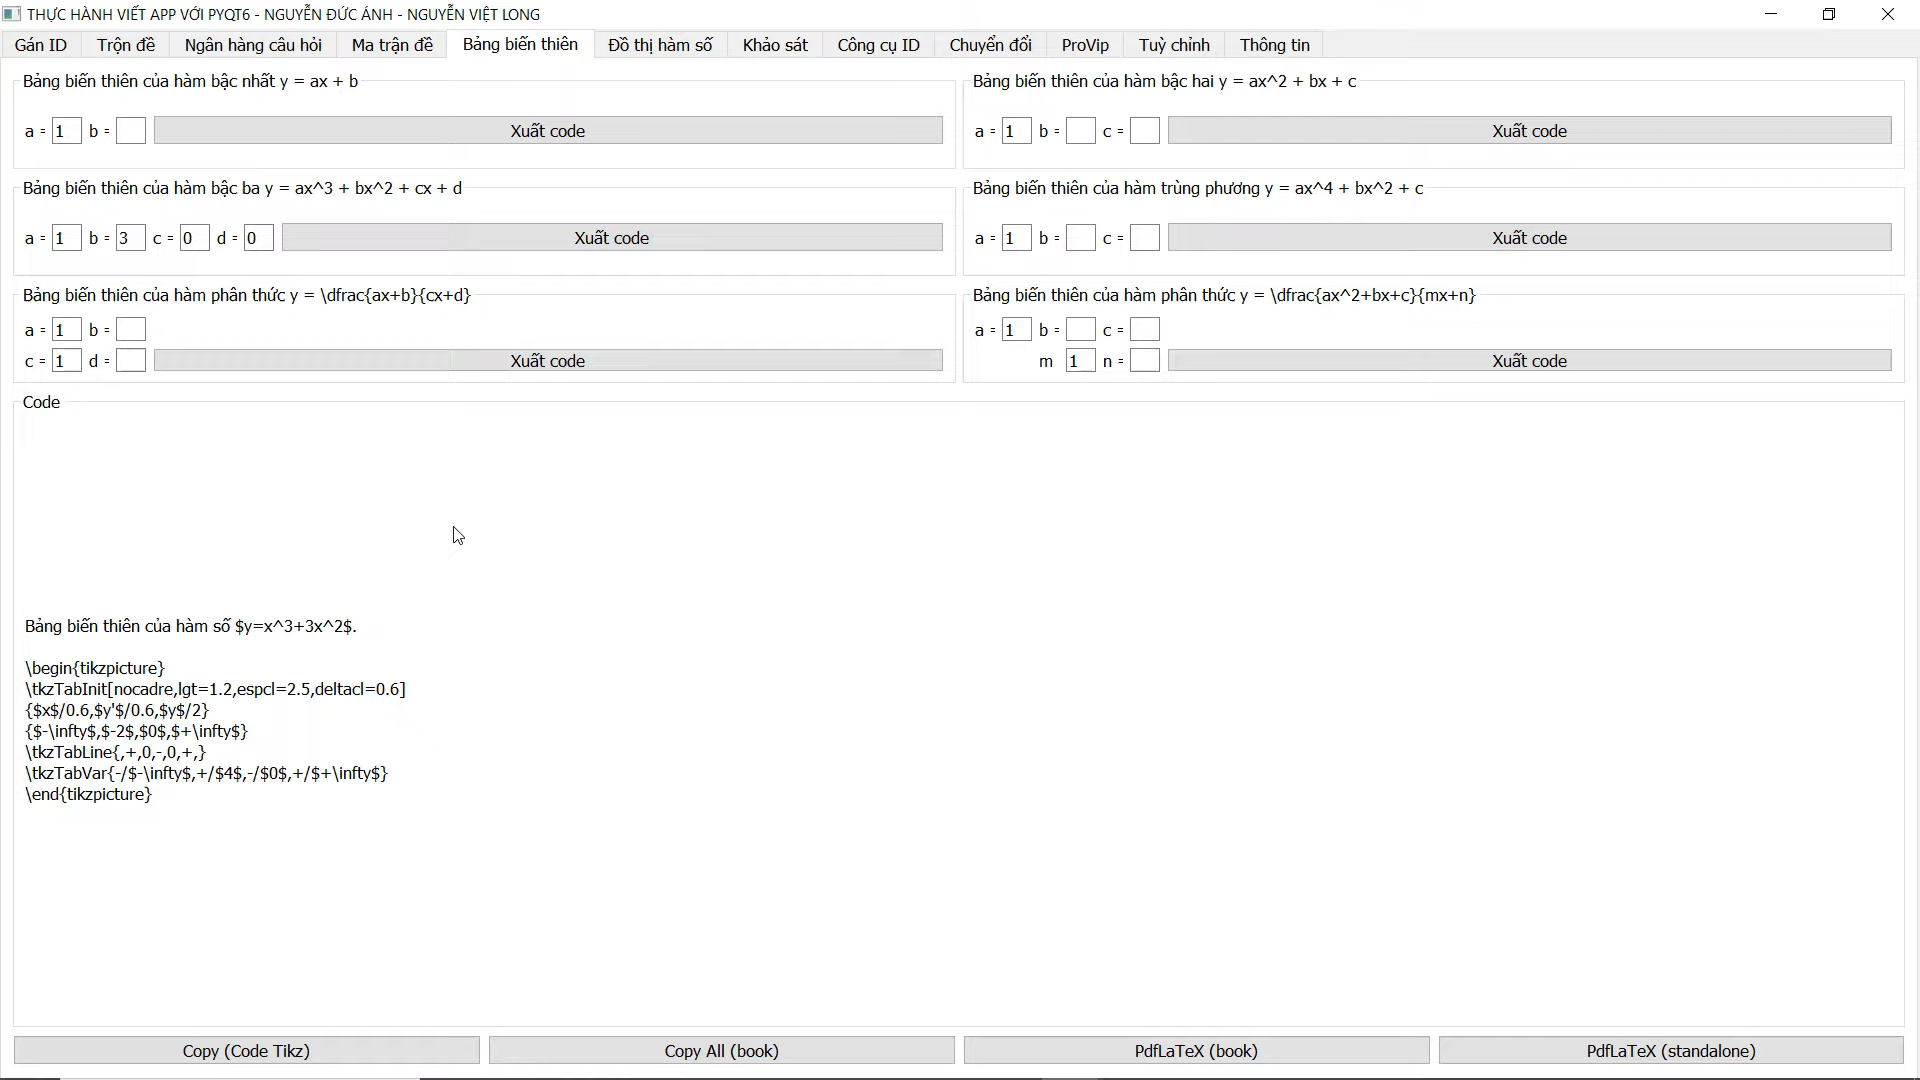 THỰC HÀNH VIẾT APP VỚI PYQT6 - NGUYỄN ĐỨC ÁNH - NGUYỄN VIỆT LONG
Gán ID Trộn đề Ngân hàng câu hỏi Ma trận đề Bảng biến thiên Đồ thị hàm số Khảo sát Công cụ ID Chuyển đổi ProVip Tuỳ chỉnh Thông tin
Bảng biến thiên của hàm bậc nhất y = ax + b
a = 1 b = Xuất code
Bảng biến thiên của hàm bậc hai y = ax^2 + bx + c
a = 1 b = c = Xuất code
Bảng biến thiên của hàm bậc ba y = ax^3 + bx^2 + cx + d
a = 1 b = 3 c = 0 d = 0 Xuất code
Bảng biến thiên của hàm trùng phương y = ax^4 + bx^2 + c
a = 1 b = c = Xuất code
Bảng biến thiên của hàm phân thức y = \dfrac{ax+b}{cx+d}
a = 1 b =
c = 1 d = Xuất code
Bảng biến thiên của hàm phân thức y = \dfrac{ax^2+bx+c}{mx+n}
a = 1 b = c =
m 1 n = Xuất code
Code
Bảng biến thiên của hàm số $y=x^3+3x^2$.
\begin{tikzpicture}
\tkzTabInit[nocadre,lgt=1.2,espcl=2.5,deltacl=0.6]
{$x$/0.6,$y'$/0.6,$y$/2}
{$-\infty$,$-2$,$0$,$+\infty$}
\tkzTabLine{,+,0,-,0,+,}
\tkzTabVar{-/$-\infty$,+/$4$,-/$0$,+/$+\infty$}
\end{tikzpicture}
Copy (Code Tikz) Copy All (book) PdfLaTeX (book) PdfLaTeX (standalone)